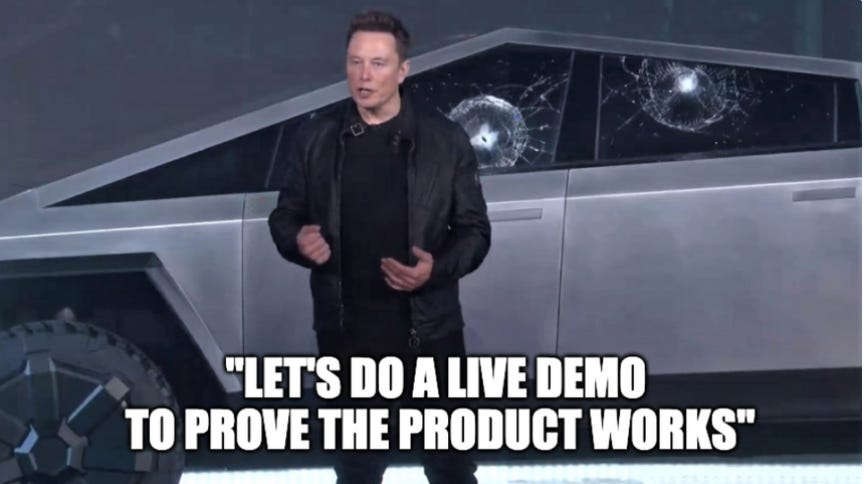 "LET'S DO A LIVE DEMO
TO PROVE THE PRODUCT WORKS"